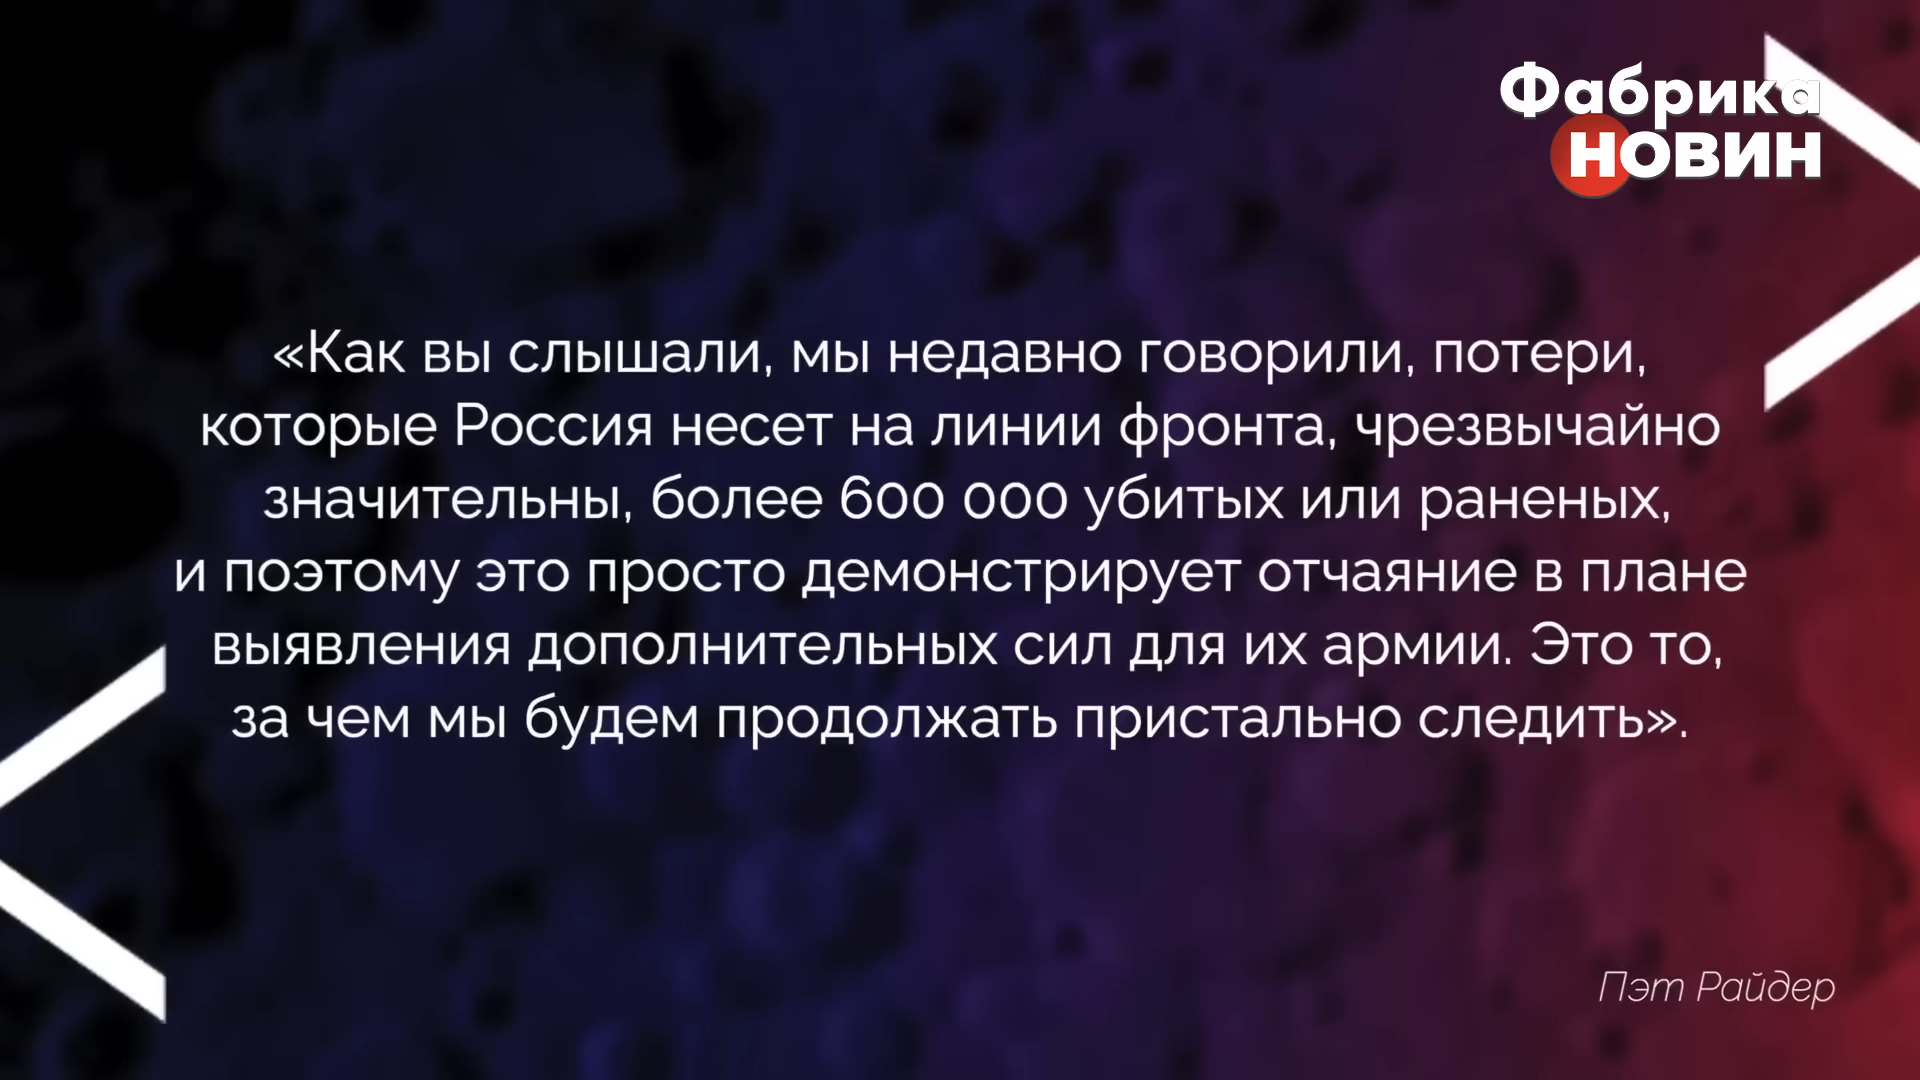 Фабрика
новин
«Как вы слышали, мы недавно говорили, потери,
которые Россия несет на линии фронта, чрезвычайно
значительны, более 600 000 убитых или раненых,
и поэтому это просто демонстрирует отчаяние в плане
выявления дополнительных сил для их армии. Это то,
за чем мы будем продолжать пристально следить».
Пэт Райдер